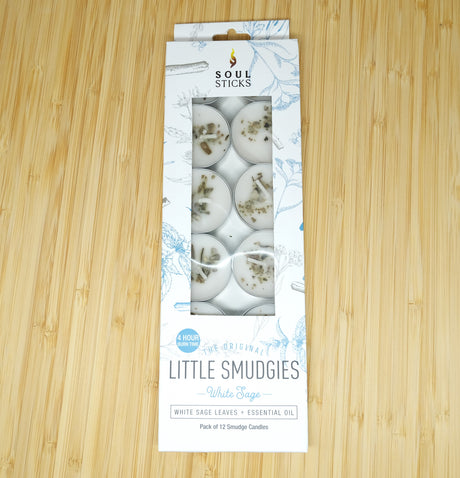 SOUL
STICKS
4 HOUR
BURN TIME
THE ORIGINAL
LITTLE SMUDGIES
White Sage
WHITE SAGE LEAVES + ESSENTIAL OIL
Pack of 12 Smudge Candles